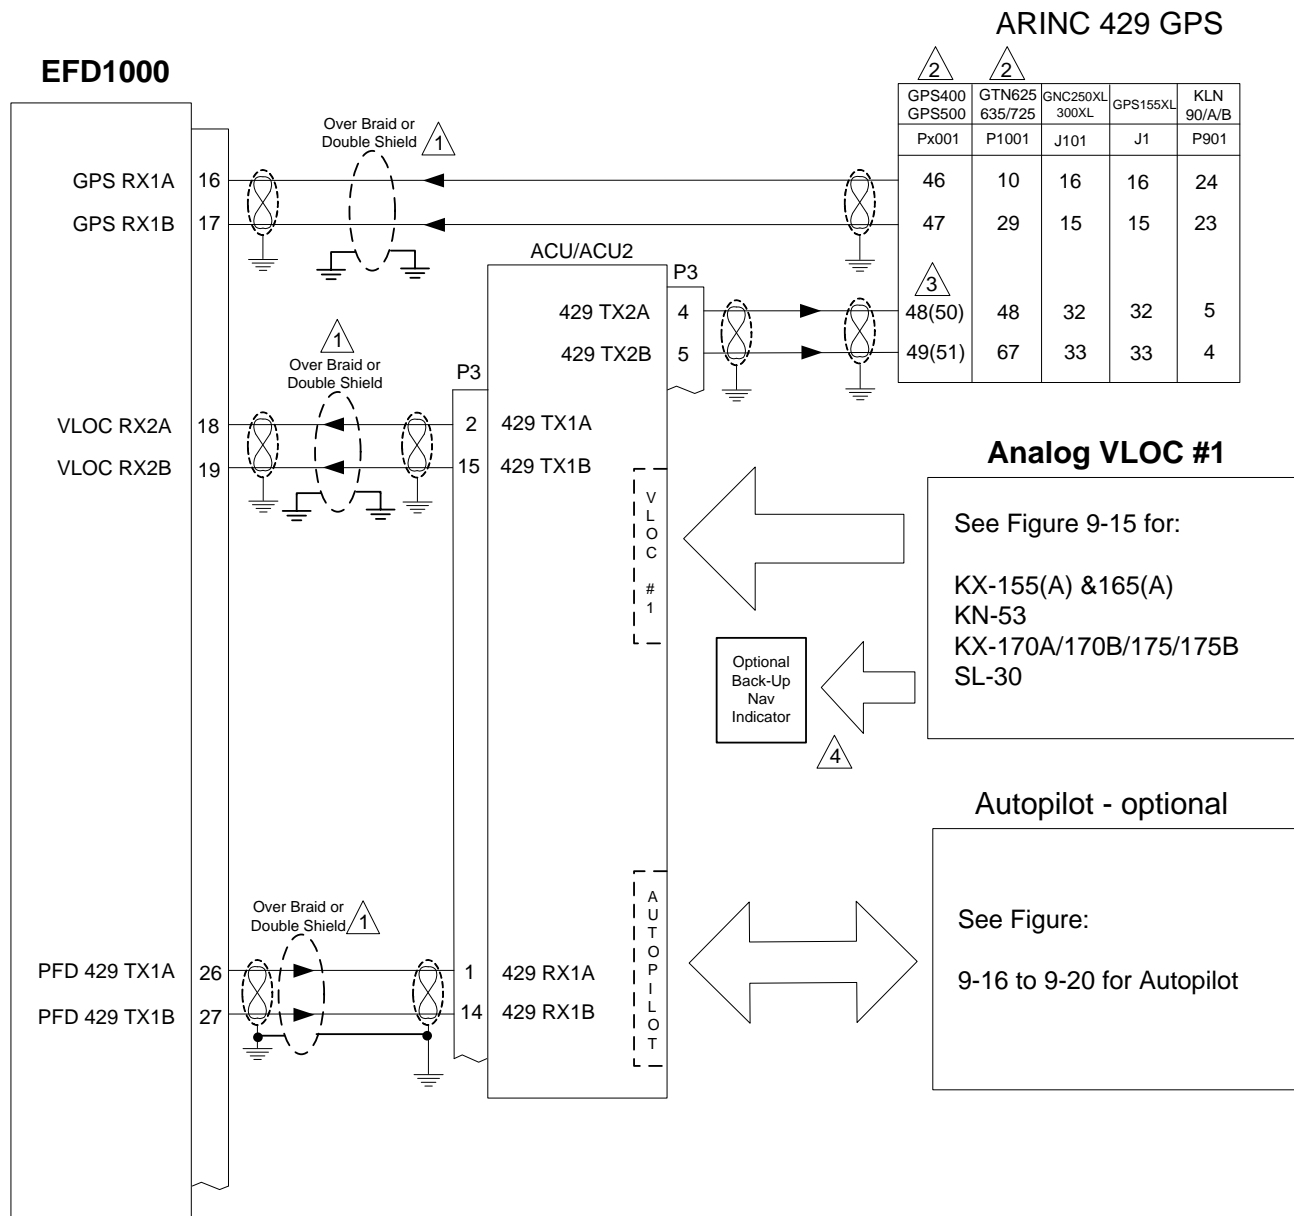 ARINC 429 GPS
EFD1000
2
2
GPS400
GPS500
GTN625
635/725
GNC250XL
300XL
GPS155XL
KLN
90/A/B
Px001
P1001
J101
J1
P901
Over Braid or
Double Shield
1
GPS RX1A
16
46
10
16
16
24
GPS RX1B
17
47
29
15
15
23
ACU/ACU2
P3
3
429 TX2A
4
48(50)
48
32
32
5
429 TX2B
5
49(51)
67
33
33
4
1
Over Braid or
Double Shield
P3
VLOC RX2A
18
2
429 TX1A
VLOC RX2B
19
15
429 TX1B
VLOC #1
Analog VLOC #1
See Figure 9-15 for:
KX-155(A) &165(A)
KN-53
KX-170A/170B/175/175B
SL-30
Optional
Back-Up
Nav
Indicator
4
Autopilot - optional
See Figure:
9-16 to 9-20 for Autopilot
AUTOPILOT
Over Braid or
Double Shield
1
PFD 429 TX1A
26
1
429 RX1A
PFD 429 TX1B
27
14
429 RX1B